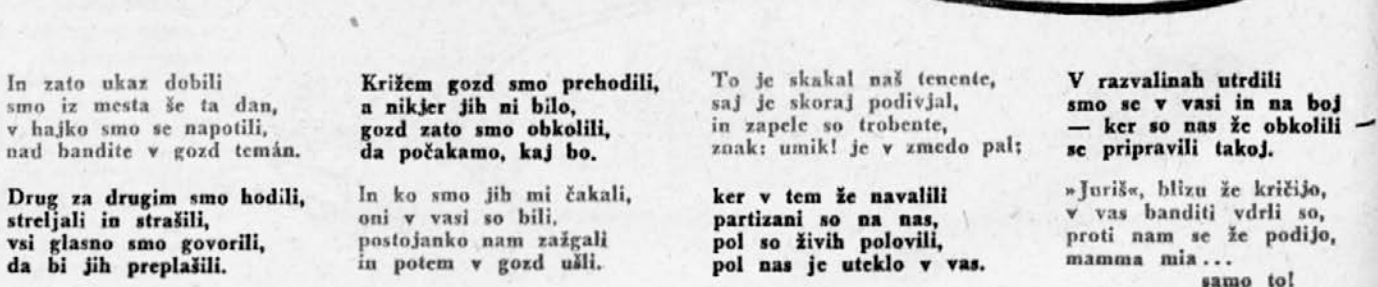 In zato ukaz dobili
smo iz mesta še ta dan,
v hajko smo se napotili,
nad bandite v gozd temán.
Drug za drugim smo hodili,
streljali in strašili,
vsi glasno smo govorili,
da bi jih preplašili.
Križem gozd smo prehodili,
a nikjer jih ni bilo,
gozd zato smo obkolili,
da počakamo, kaj bo.
In ko smo jih mi čakali,
oni v vasi so bili,
postojanko nam zažgali
in potem v gozd ušli.
To je skakal naš tenente,
saj je skoraj podivjal,
in zapele so trobente,
znak: umik! je v zmedo pal;
ker v tem že navalili
partizani so na nas,
pol so živih polovili,
pol nas je uteklo v vas.
V razvalinah utrdili
smo se v vasi in na boj
— ker so nas že obkolili —
se pripravili takoj.
»Juriš«, blizu že kričijo,
v vas banditi vdrli so,
proti nam se že podijo,
mamma mia...
samo to!